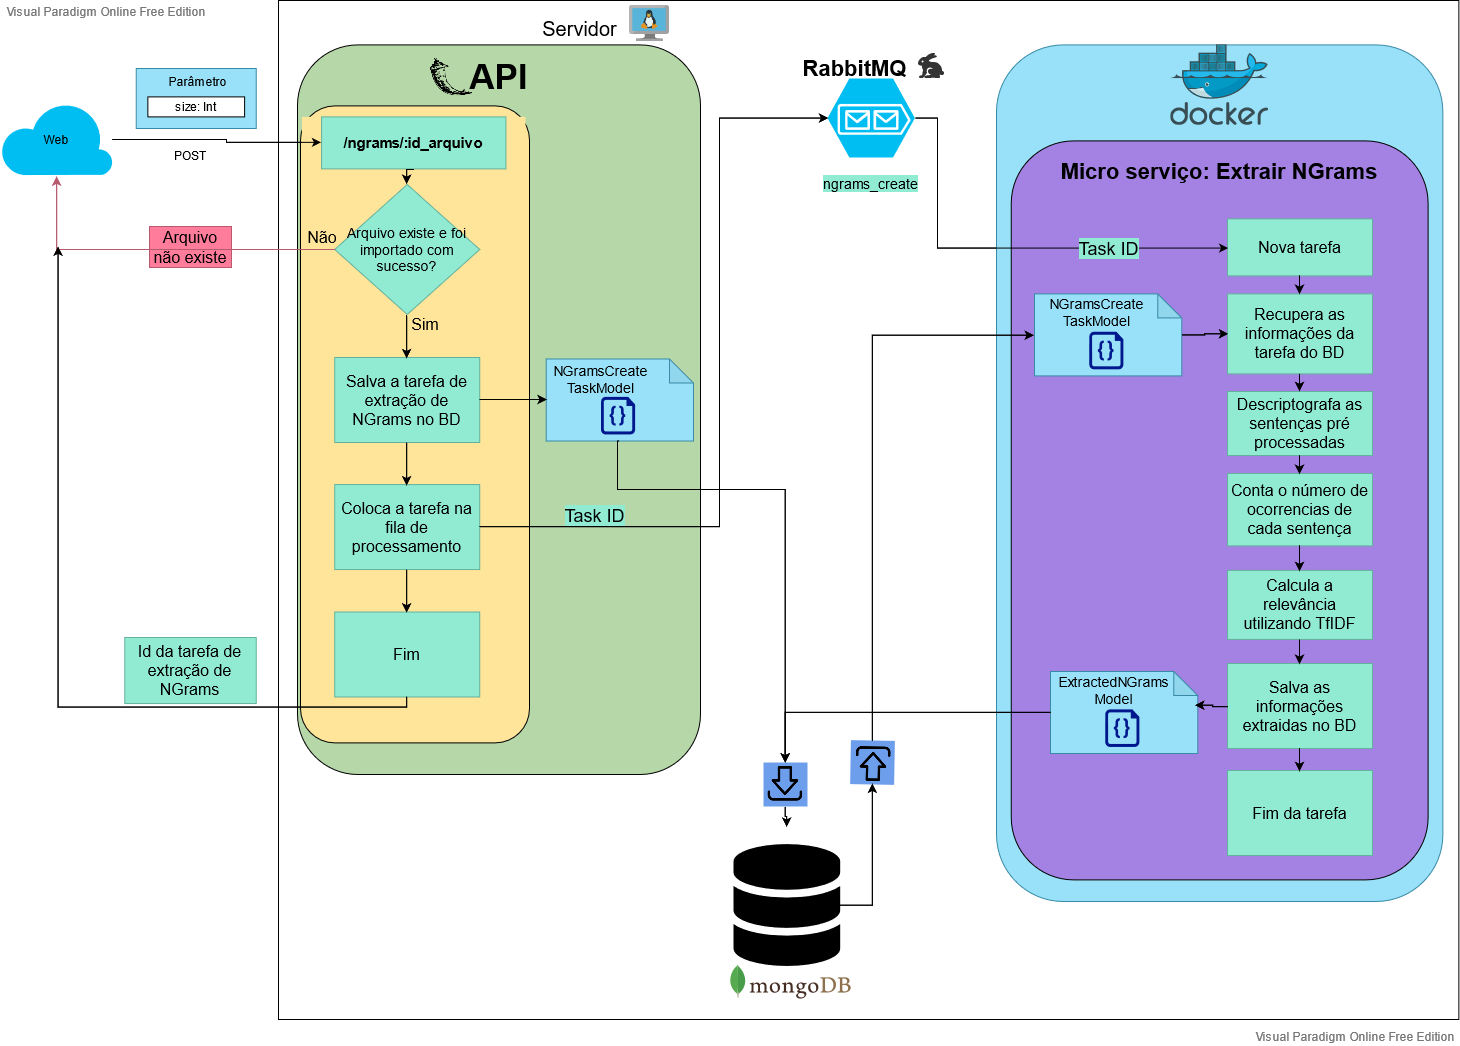 Visual Paradigm Online Free Edition
Servidor
API
RabbitMQ
ngrams_create
docker
Micro serviço: Extrair NGrams
Parâmetro
size: Int
Web
POST
/ngrams/:id_arquivo
Arquivo existe e foi
importado com
sucesso?
Não
Arquivo
não existe
Sim
Salva a tarefa de
extração de
NGrams no BD
NGramsCreate
TaskModel
{}
Coloca a tarefa na
fila de
processamento
Task ID
Fim
Id da tarefa de
extração de
NGrams
Task ID
Nova tarefa
NGramsCreate
TaskModel
{}
Recupera as
informações da
tarefa do BD
Descriptografa as
sentenças pré
processadas
Conta o número de
ocorrencias de
cada sentença
Calcula a
relevância
utilizando TfIDF
ExtractedNGrams
Model
{}
Salva as
informações
extraidas no BD
Fim da tarefa
mongoDB
Visual Paradigm Online Free Edition